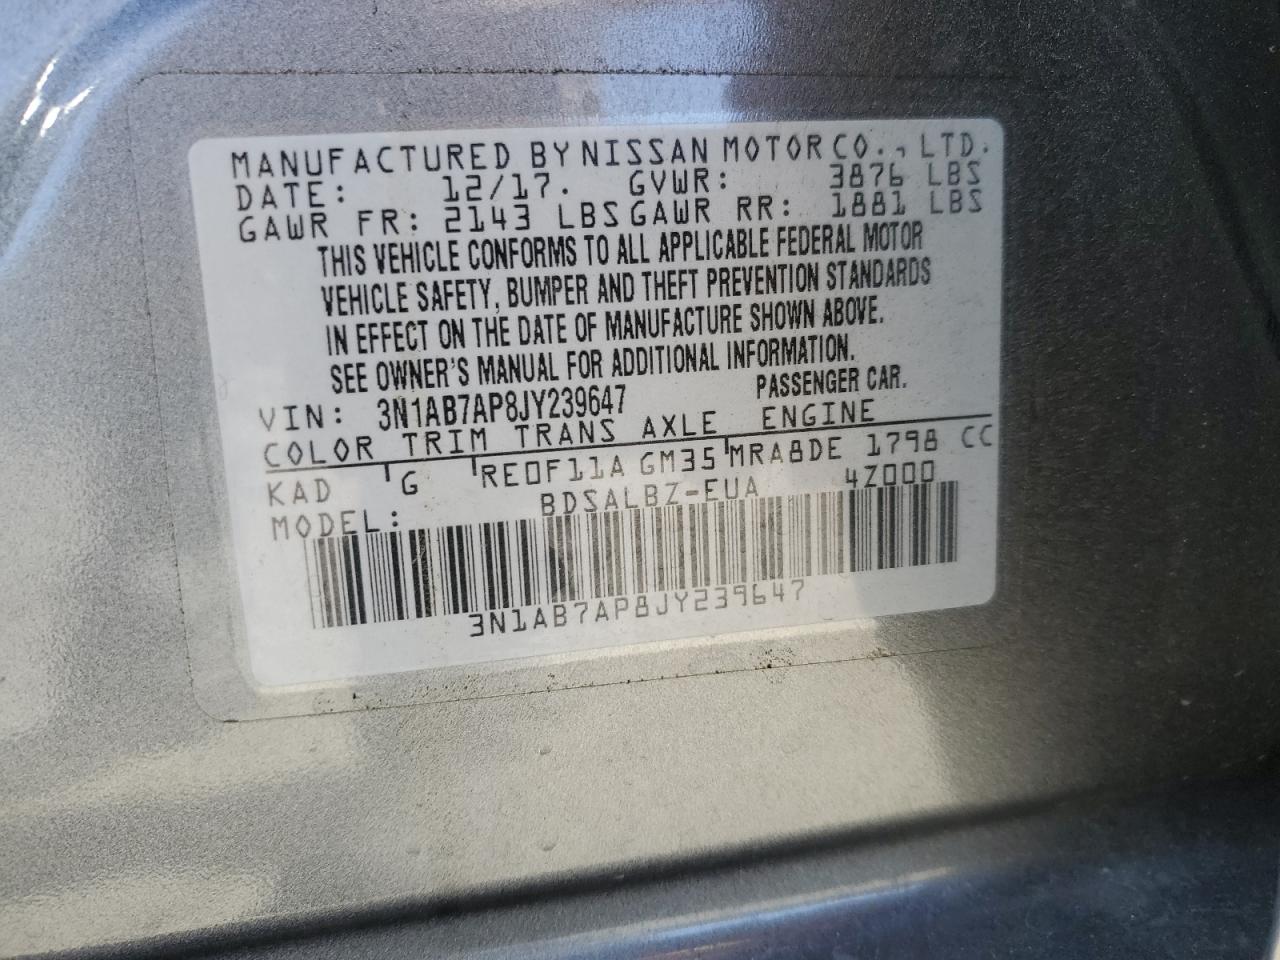 MANUFACTURED BY NISSAN MOTOR CO., LTD.
DATE: 12/17. GVWR: 3876 LBS
GAWR FR: 2143 LBS GAWR RR: 1881 LBS
THIS VEHICLE CONFORMS TO ALL APPLICABLE FEDERAL MOTOR
VEHICLE SAFETY, BUMPER AND THEFT PREVENTION STANDARDS
IN EFFECT ON THE DATE OF MANUFACTURE SHOWN ABOVE.
SEE OWNER'S MANUAL FOR ADDITIONAL INFORMATION.
VIN: 3N1AB7AP8JY239647 PASSENGER CAR.
COLOR TRIM TRANS AXLE ENGINE
KAD G RE0F11A GM35 MRA8DE 1798 CC
MODEL: BDSALBZ-EUA 4Z000
3N1AB7AP8JY239647